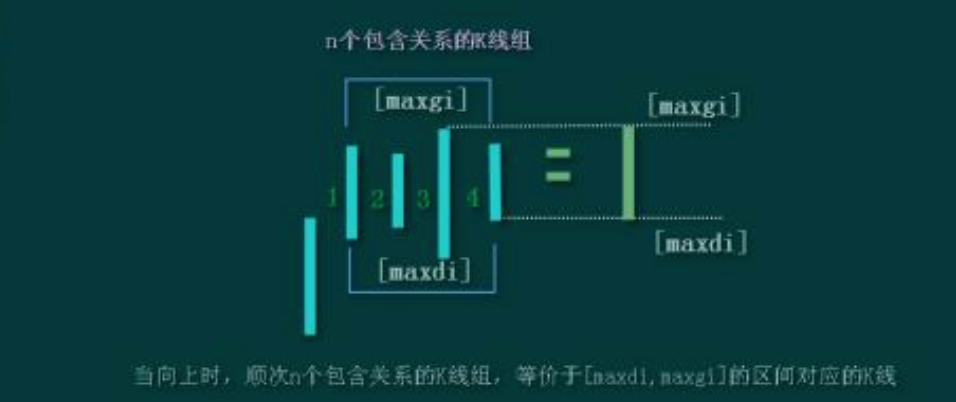 n个包含关系的K线组
[maxgi]
[maxgi]
1
2
3
4
[maxdi]
[maxdi]
当向上时，顺次n个包含关系的K线组，等价于[maxdi,maxgi]的区间对应的K线